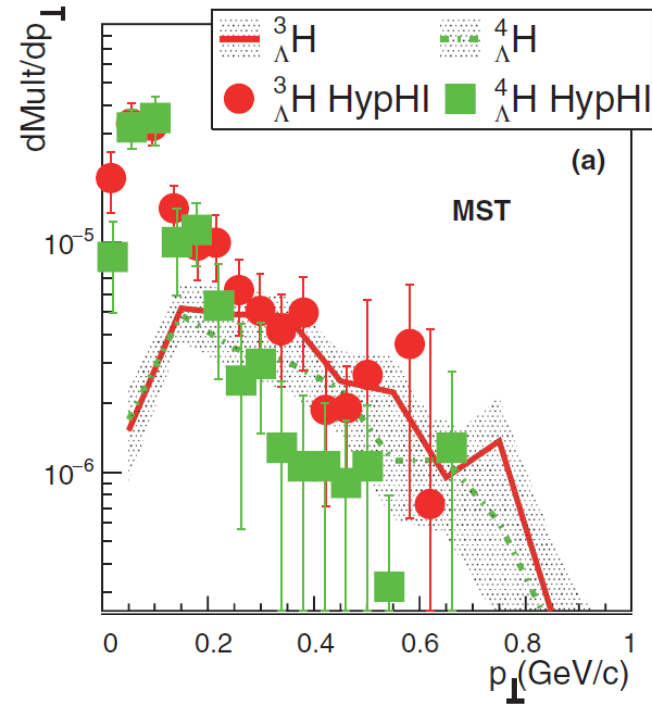 dMult/dp⊥
³ΛH
⁴ΛH
³ΛH HypHI
⁴ΛH HypHI
(a)
MST
10⁻⁵
10⁻⁶
0 0.2 0.4 0.6 0.8 1
p⊥(GeV/c)